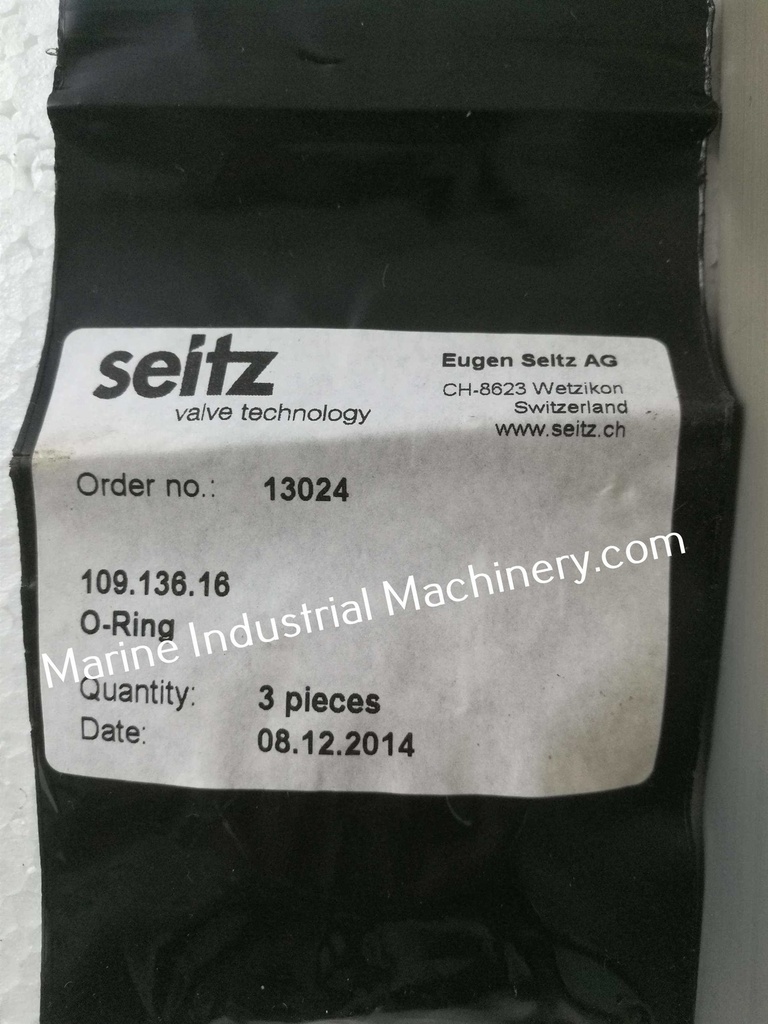 seitz
valve technology
Eugen Seitz AG
CH-8623 Wetzikon
Switzerland
www.seitz.ch
Order no.: 13024
109.136.16
O-Ring
Marine Industrial Machinery.com
Quantity: 3 pieces
Date: 08.12.2014